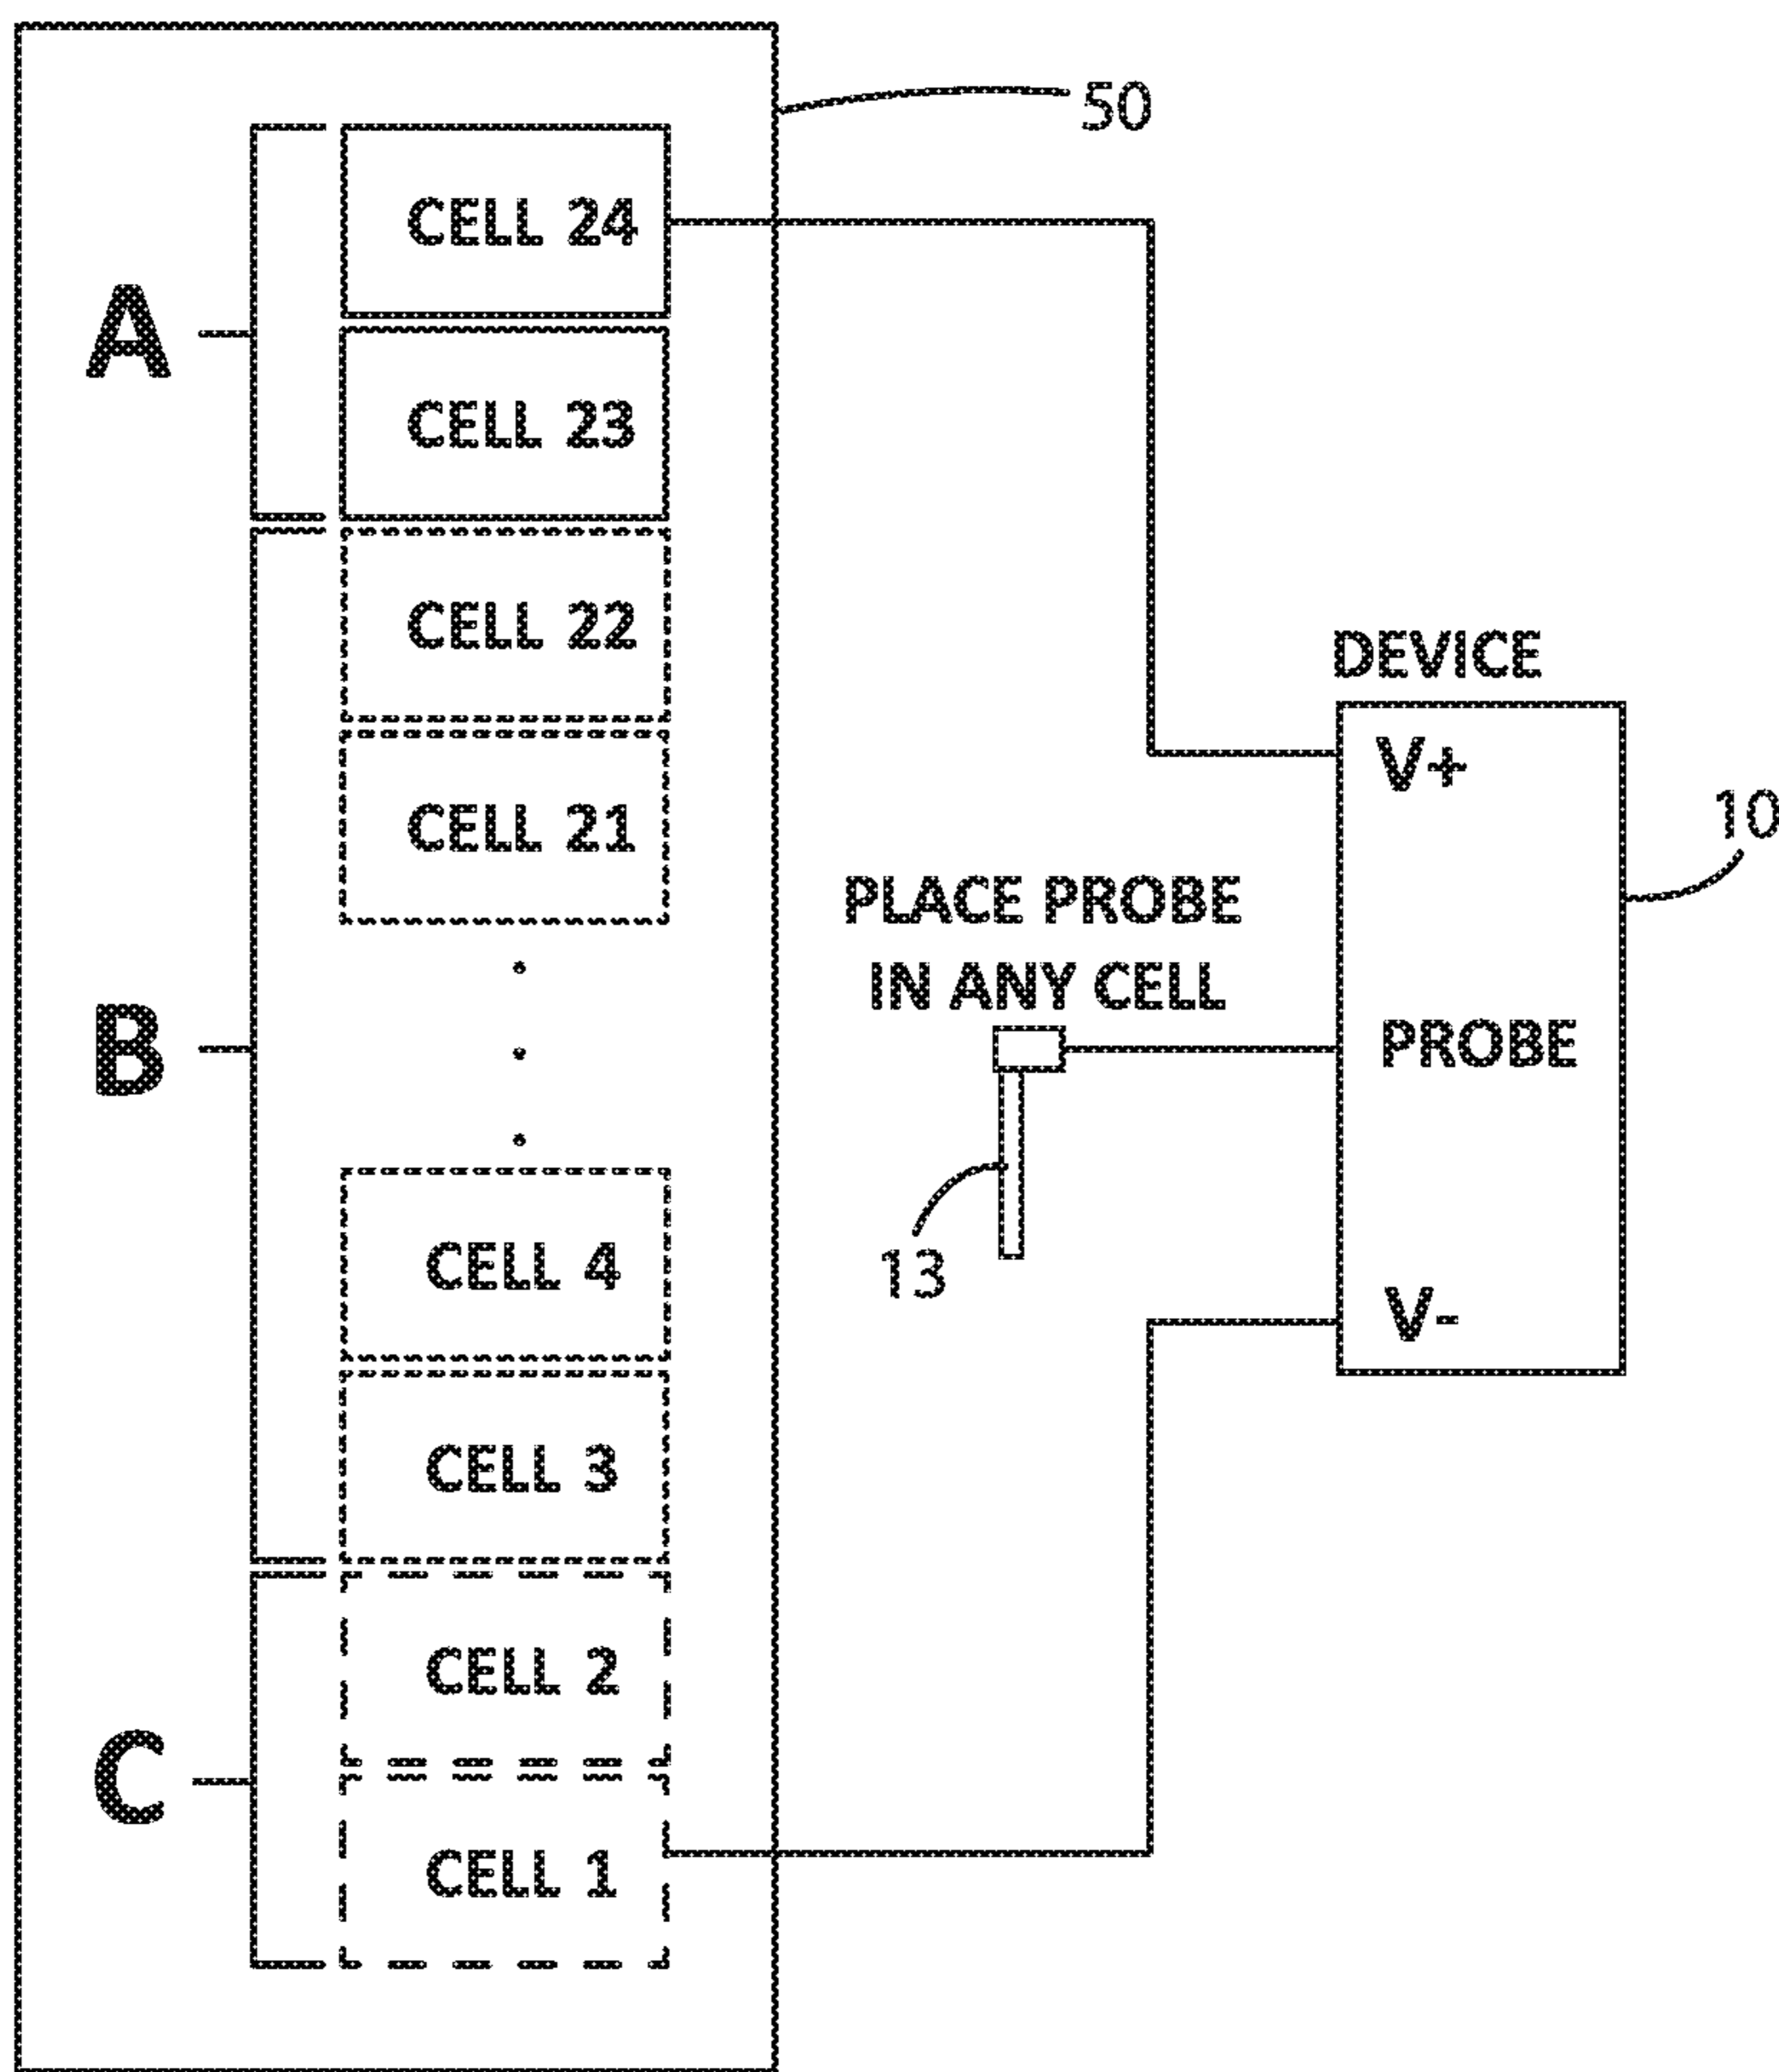 50
CELL 24
A
CELL 23
CELL 22
DEVICE
V+
CELL 21
10
PLACE PROBE
IN ANY CELL
B
PROBE
CELL 4
13
V-
CELL 3
CELL 2
C
CELL 1